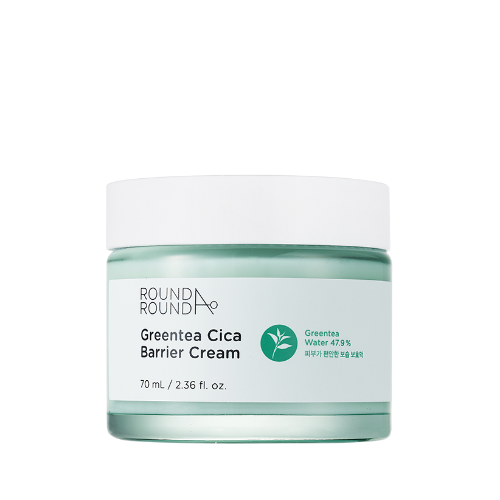 ROUND A
ROUND
Greentea Cica
Barrier Cream
70 mL / 2.36 fl. oz.
Greentea
Water 47.9%
피부가 편안한 보습 보호막